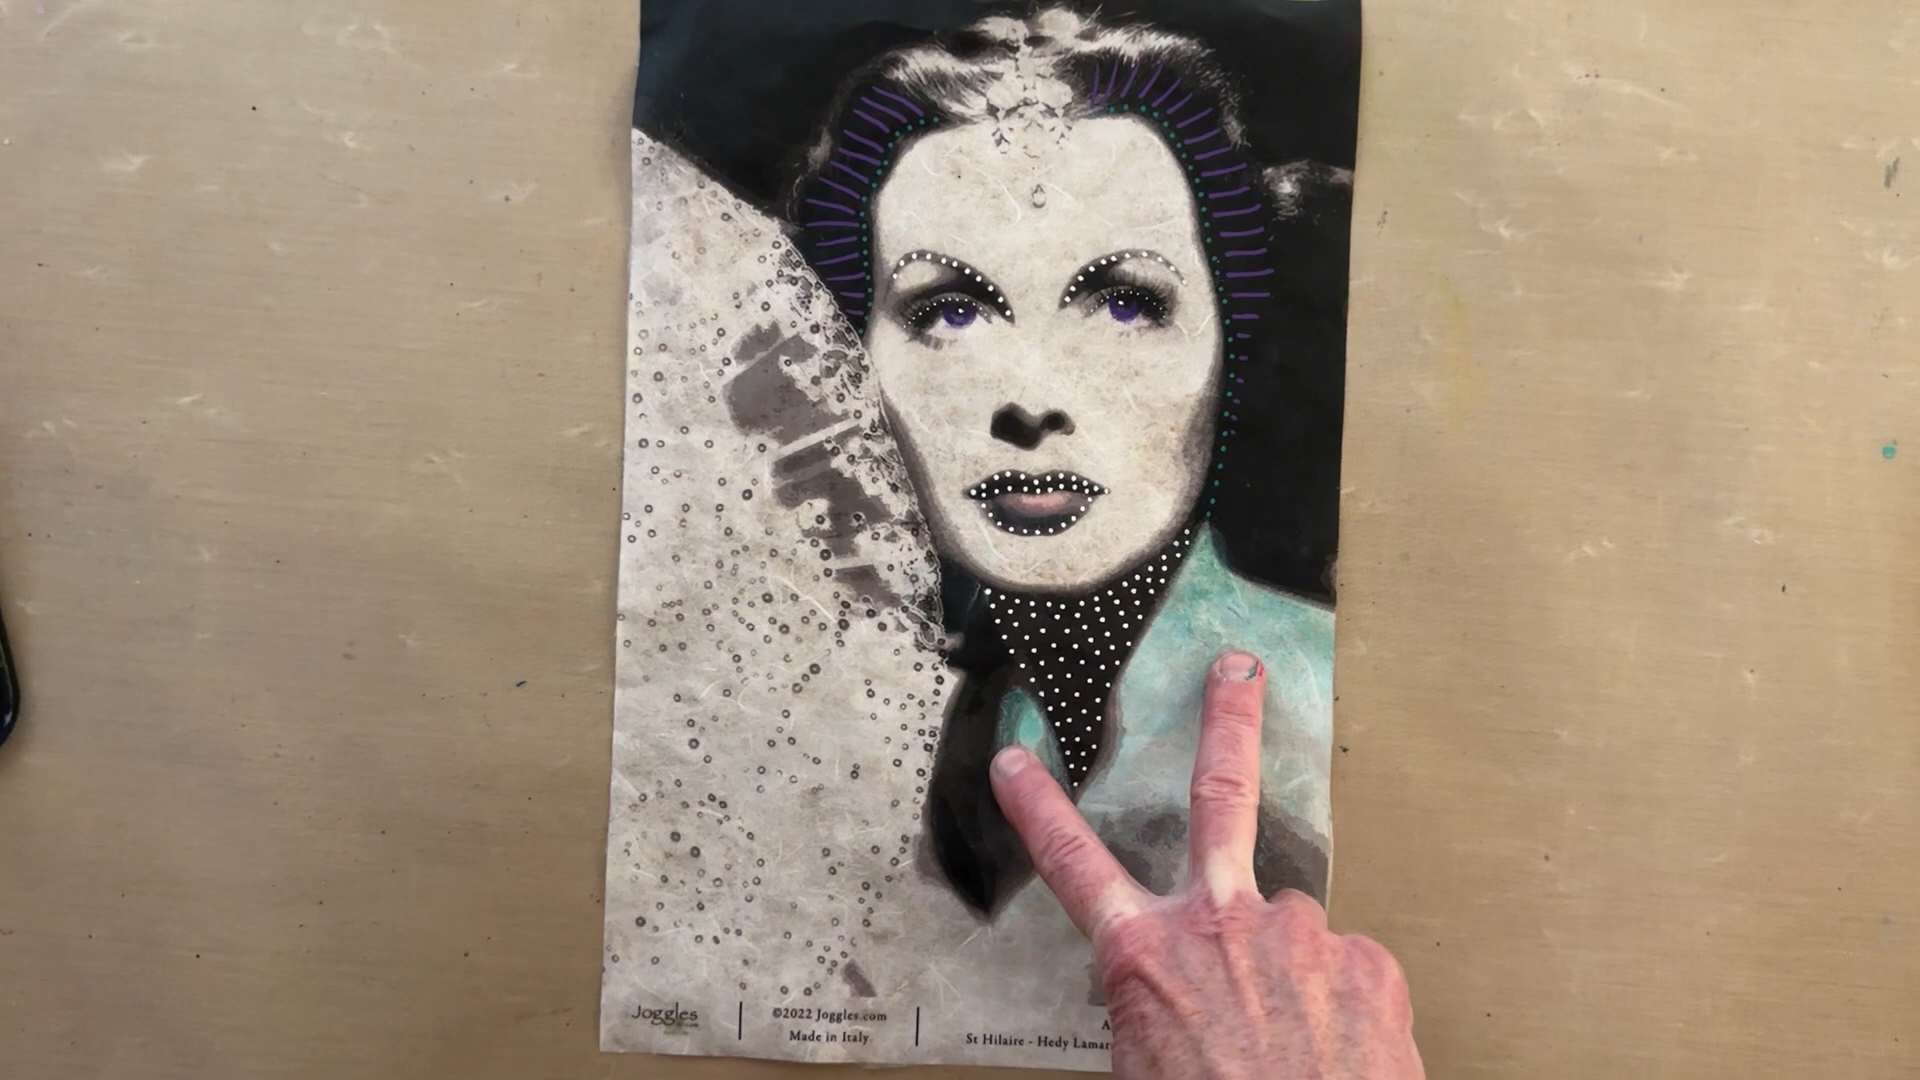 Joggles
©2022 Joggles.com
Made in Italy
A
St Hilaire - Hedy Lamar